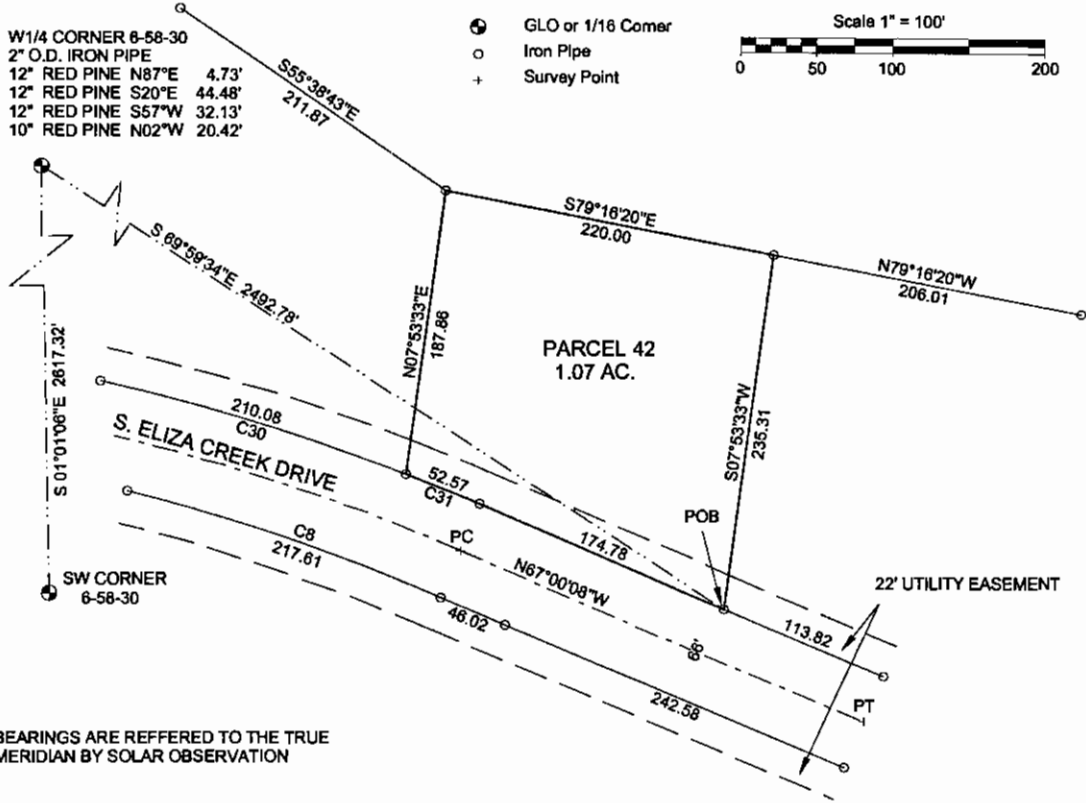 W1/4 CORNER 6-58-30
2" O.D. IRON PIPE
12" RED PINE N87°E 4.73'
12" RED PINE S20°E 44.48'
12" RED PINE S57°W 32.13'
10" RED PINE N02°W 20.42'
GLO or 1/16 Corner
Iron Pipe
Survey Point
Scale 1" = 100'
0 50 100 200
S55°38'43"E
211.87
S79°16'20"E
220.00
N79°16'20"W
206.01
S 69°59'34"E 2492.78'
N07°53'33"E
187.86
PARCEL 42
1.07 AC.
S07°53'33"W
235.31
S 01°01'06"E 2617.32'
210.08
C30
S. ELIZA CREEK DRIVE
52.57
C31
174.78
POB
PC
N67°00'08"W
C8
217.61
46.02
SW CORNER
6-58-30
22' UTILITY EASEMENT
113.82
66'
242.58
PT
BEARINGS ARE REFFERED TO THE TRUE
MERIDIAN BY SOLAR OBSERVATION